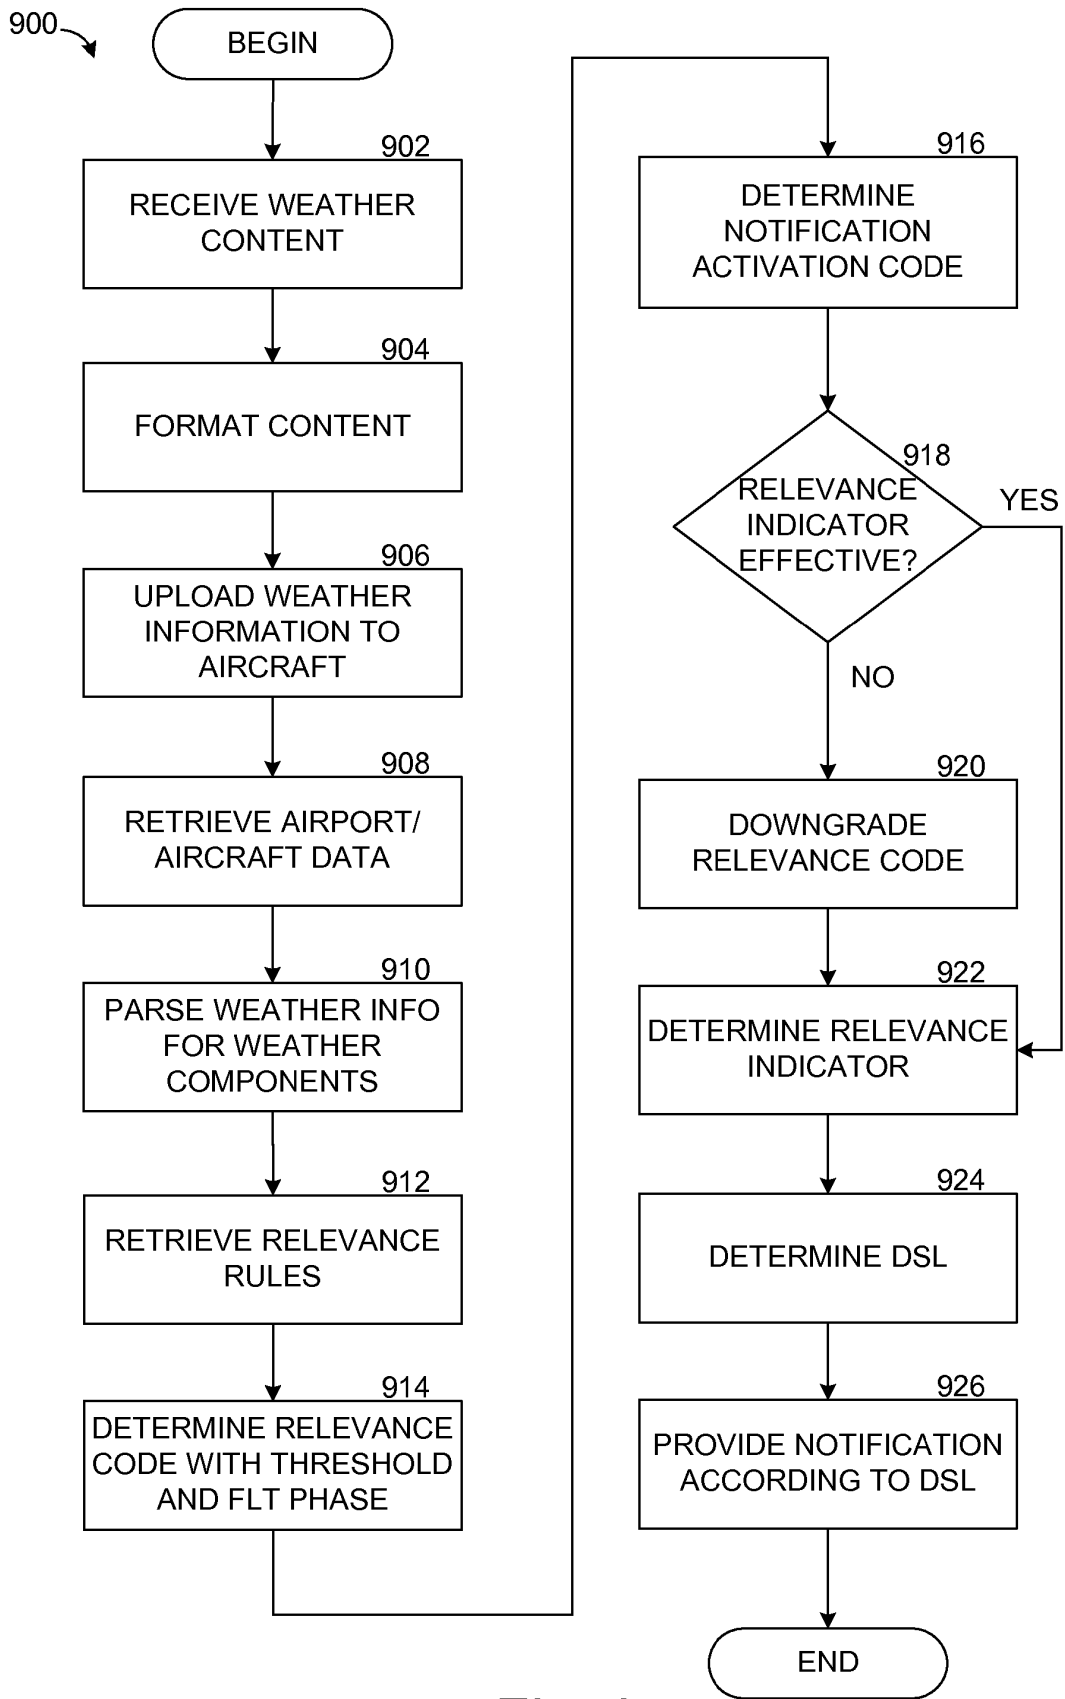 900
BEGIN
902
RECEIVE WEATHER
CONTENT
904
FORMAT CONTENT
906
UPLOAD WEATHER
INFORMATION TO
AIRCRAFT
908
RETRIEVE AIRPORT/
AIRCRAFT DATA
910
PARSE WEATHER INFO
FOR WEATHER
COMPONENTS
912
RETRIEVE RELEVANCE
RULES
914
DETERMINE RELEVANCE
CODE WITH THRESHOLD
AND FLT PHASE
916
DETERMINE
NOTIFICATION
ACTIVATION CODE
918
RELEVANCE
INDICATOR
EFFECTIVE?
YES
NO
920
DOWNGRADE
RELEVANCE CODE
922
DETERMINE RELEVANCE
INDICATOR
924
DETERMINE DSL
926
PROVIDE NOTIFICATION
ACCORDING TO DSL
END